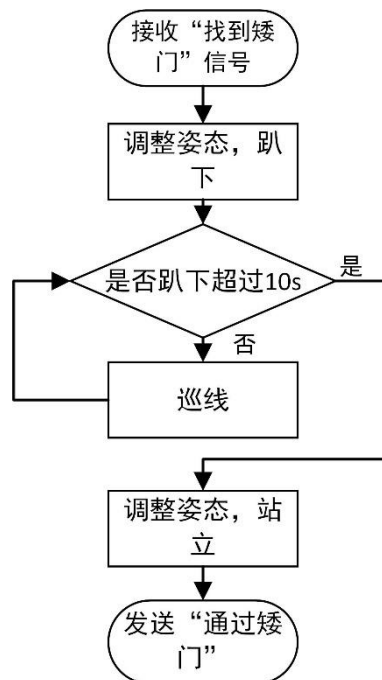 接收“找到矮
门”信号
调整姿态，趴
下
是否趴下超过10s
是
否
巡线
调整姿态，站
立
发送“通过矮
门”